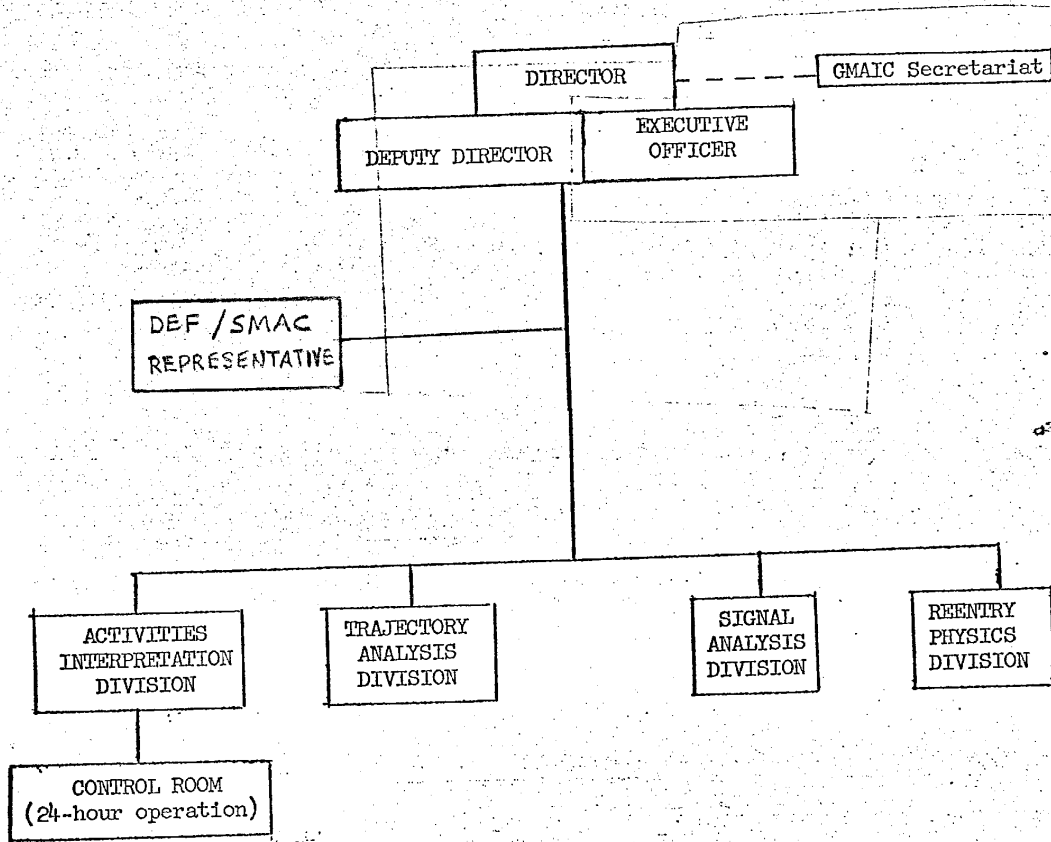 DIRECTOR
GMAIC Secretariat
DEPUTY DIRECTOR
EXECUTIVE
OFFICER
DEF/SMAC
REPRESENTATIVE
ACTIVITIES
INTERPRETATION
DIVISION
TRAJECTORY
ANALYSIS
DIVISION
SIGNAL
ANALYSIS
DIVISION
REENTRY
PHYSICS
DIVISION
CONTROL ROOM
(24-hour operation)